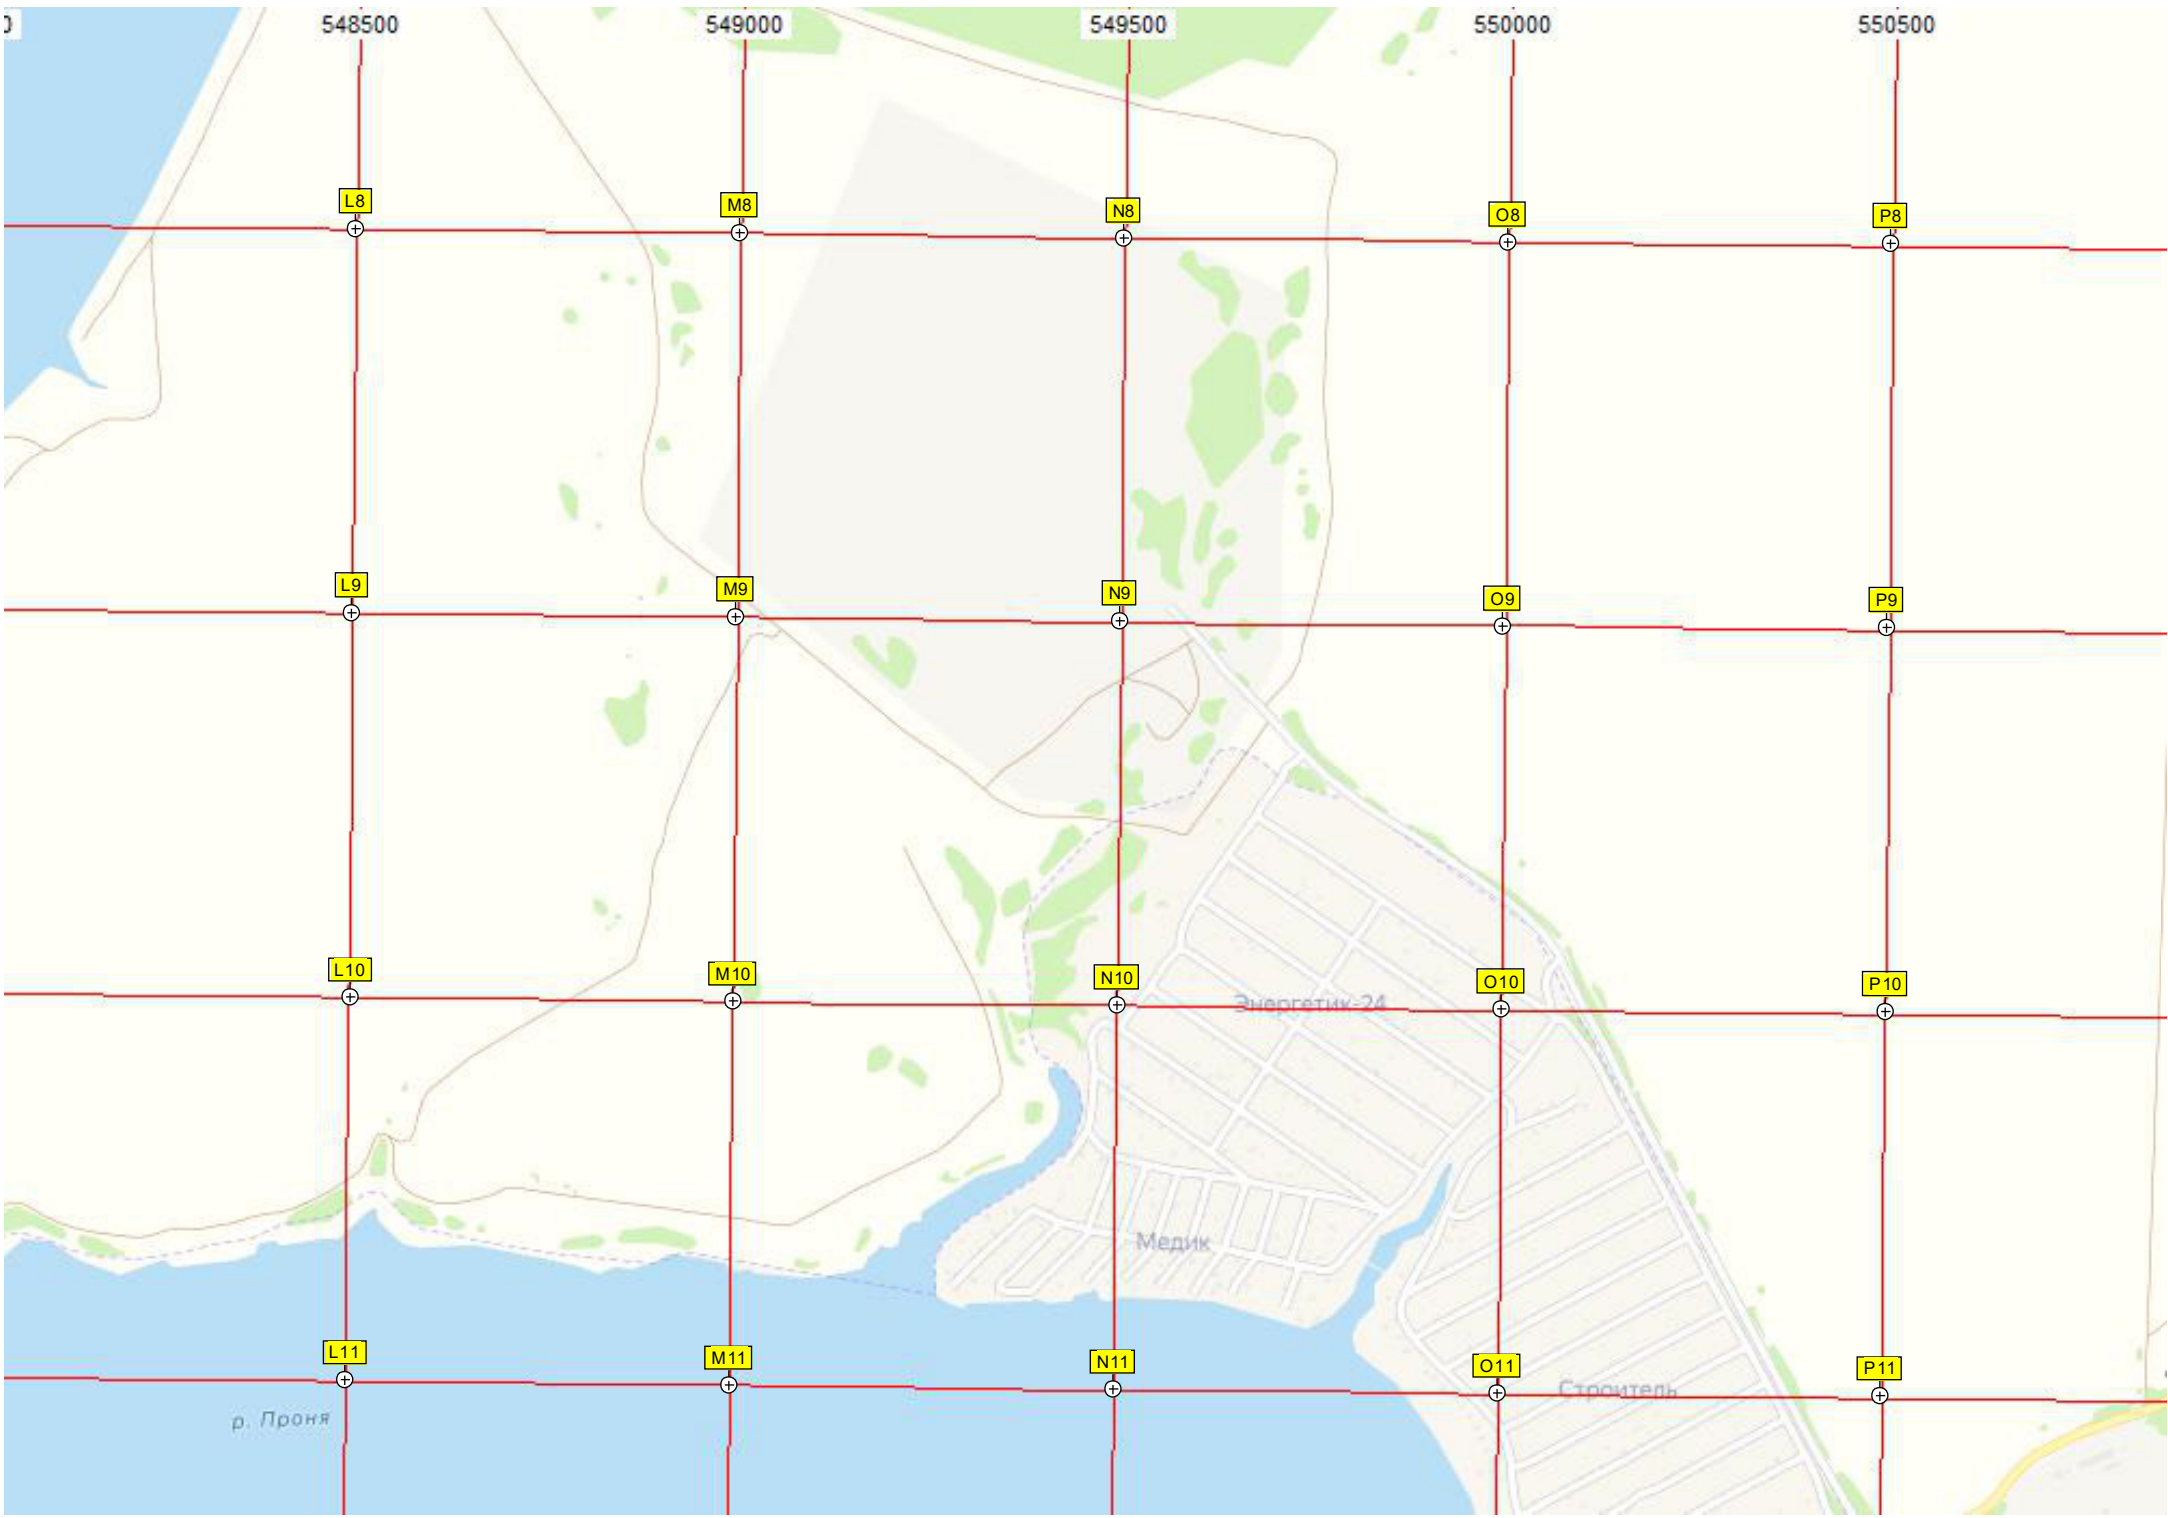 0 548500 549000 549500 550000 550500
L8 M8 N8 O8 P8
L9 M9 N9 O9 P9
L10 M10 N10 O10 P10
Энергетик-24
Медик
L11 M11 N11 O11 P11
Строитель
р. Проня